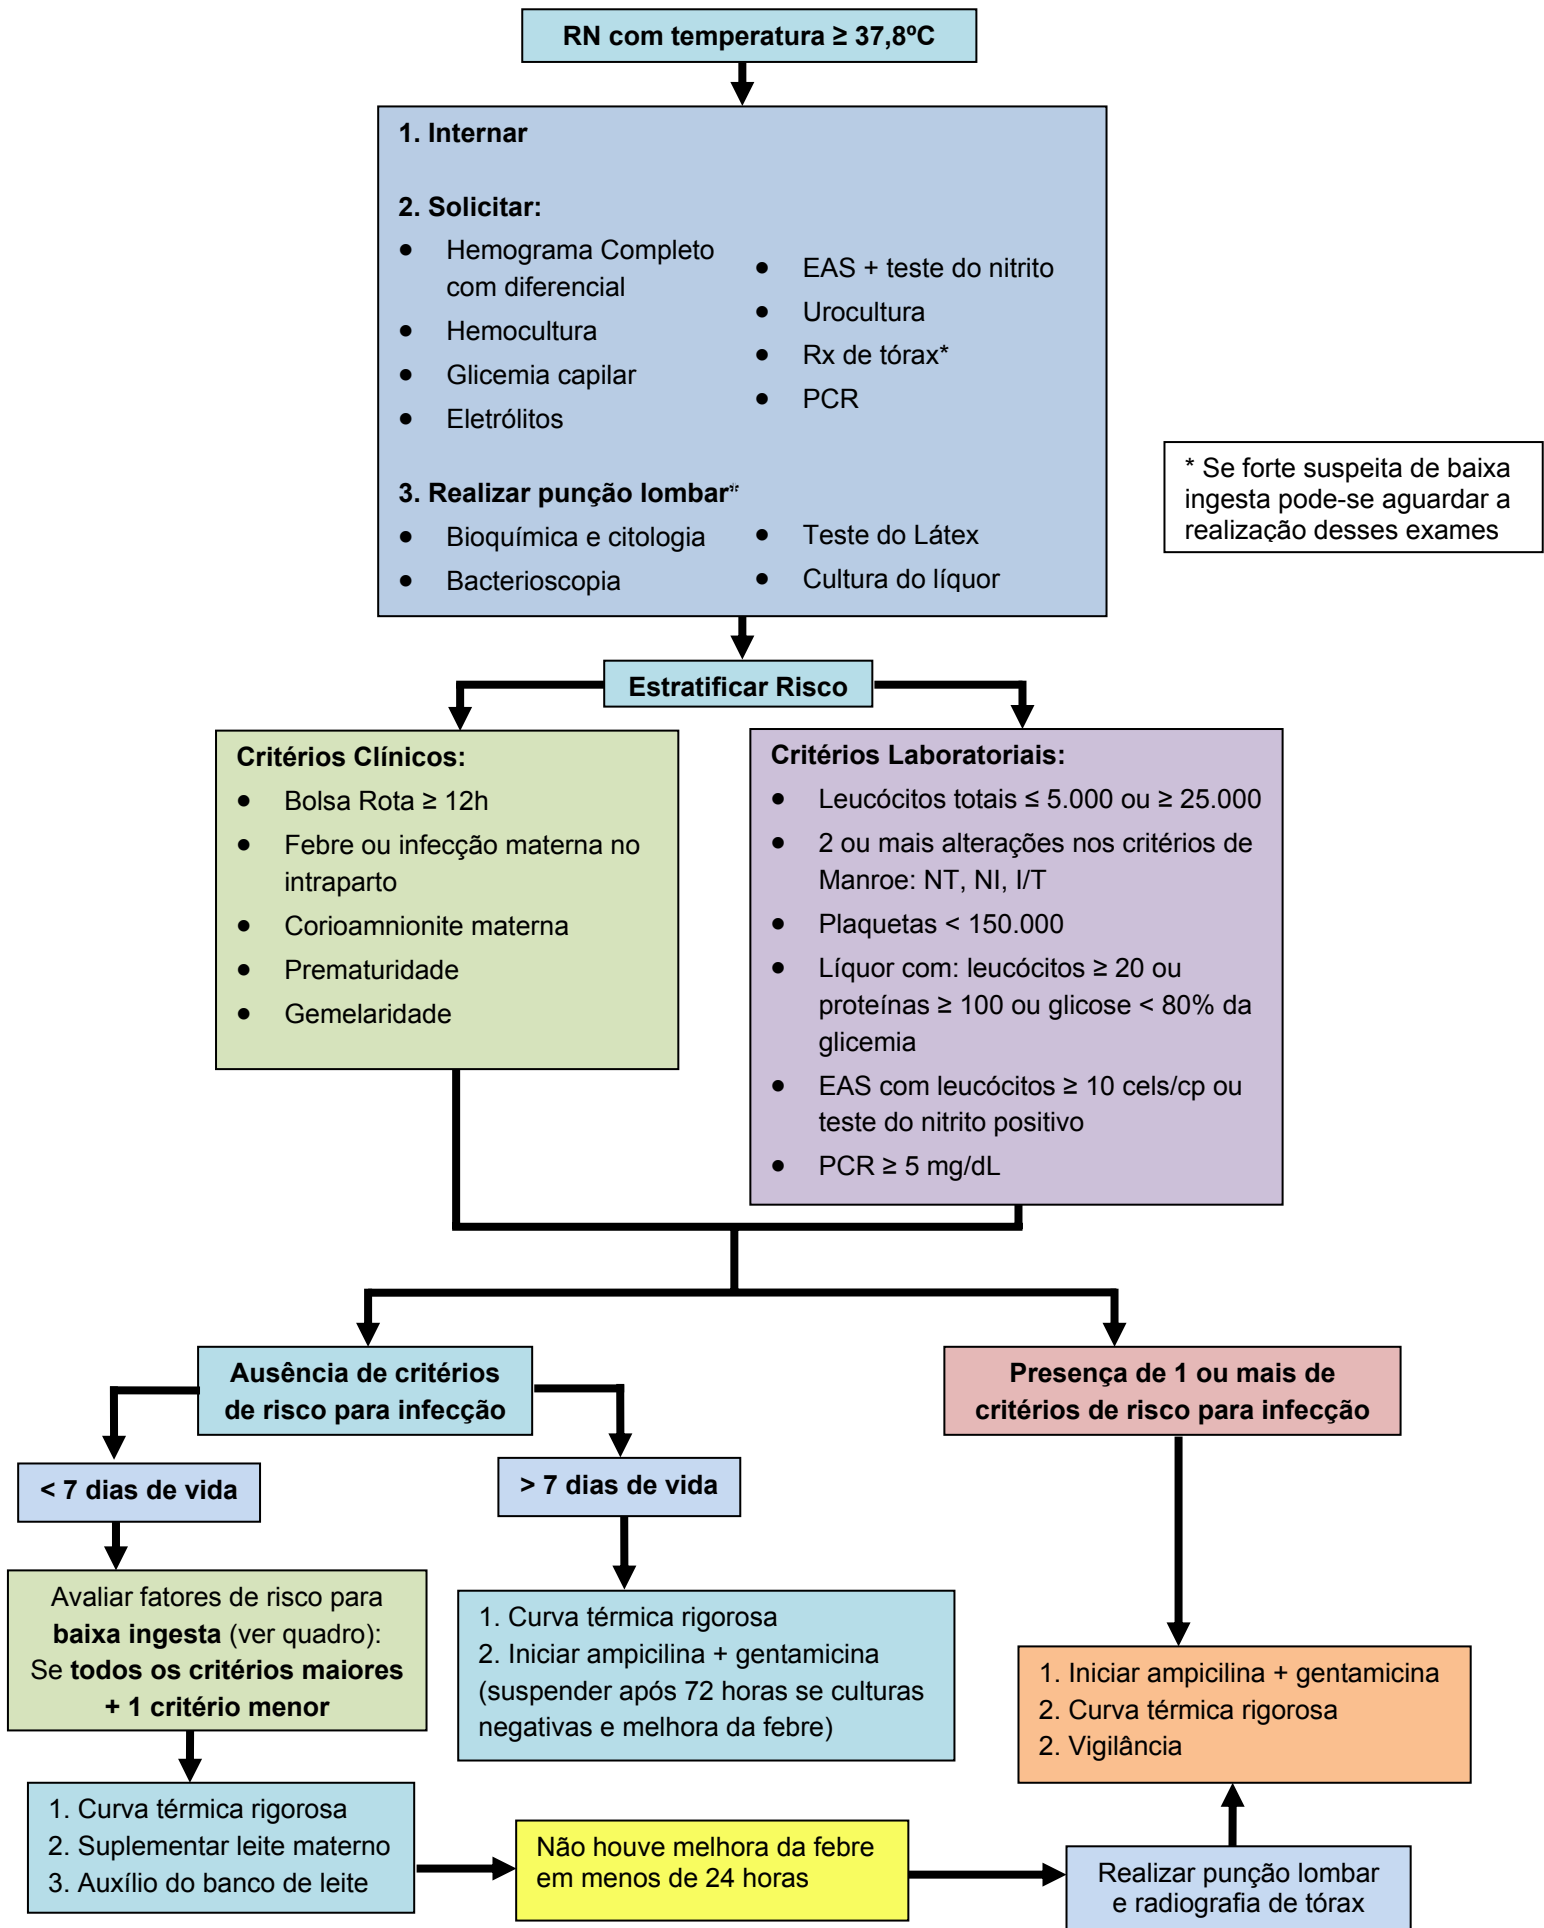 RN com temperatura ≥ 37,8ºC
1. Internar
2. Solicitar:
● Hemograma Completo
com diferencial
● Hemocultura
● Glicemia capilar
● Eletrólitos
● EAS + teste do nitrito
● Urocultura
● Rx de tórax*
● PCR
3. Realizar punção lombar*
● Bioquímica e citologia
● Bacterioscopia
● Teste do Látex
● Cultura do líquor
* Se forte suspeita de baixa
ingesta pode-se aguardar a
realização desses exames
Estratificar Risco
Critérios Clínicos:
● Bolsa Rota ≥ 12h
● Febre ou infecção materna no
intraparto
● Corioamnionite materna
● Prematuridade
● Gemelaridade
Critérios Laboratoriais:
● Leucócitos totais ≤ 5.000 ou ≥ 25.000
● 2 ou mais alterações nos critérios de
Manroe: NT, NI, I/T
● Plaquetas < 150.000
● Líquor com: leucócitos ≥ 20 ou
proteínas ≥ 100 ou glicose < 80% da
glicemia
● EAS com leucócitos ≥ 10 cels/cp ou
teste do nitrito positivo
● PCR ≥ 5 mg/dL
Ausência de critérios
de risco para infecção
Presença de 1 ou mais de
critérios de risco para infecção
< 7 dias de vida
> 7 dias de vida
Avaliar fatores de risco para
baixa ingesta (ver quadro):
Se todos os critérios maiores
+ 1 critério menor
1. Curva térmica rigorosa
2. Iniciar ampicilina + gentamicina
(suspender após 72 horas se culturas
negativas e melhora da febre)
1. Iniciar ampicilina + gentamicina
2. Curva térmica rigorosa
2. Vigilância
1. Curva térmica rigorosa
2. Suplementar leite materno
3. Auxílio do banco de leite
Não houve melhora da febre
em menos de 24 horas
Realizar punção lombar
e radiografia de tórax